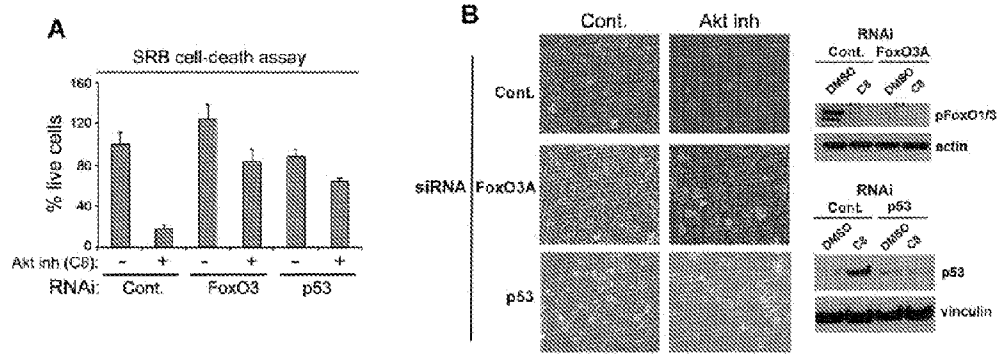 A
SRB cell-death assay
% live cells
160
120
80
40
0
Akt inh (C8): - + - + - +
RNAi: Cont. FoxO3 p53
B
Cont. Akt inh
siRNA
Cont.
FoxO3A
p53
RNAi
Cont. FoxO3A
DMSO C8 DMSO C8
pFoxO1/3
actin
RNAi
Cont. p53
DMSO C8 DMSO C8
p53
vinculin